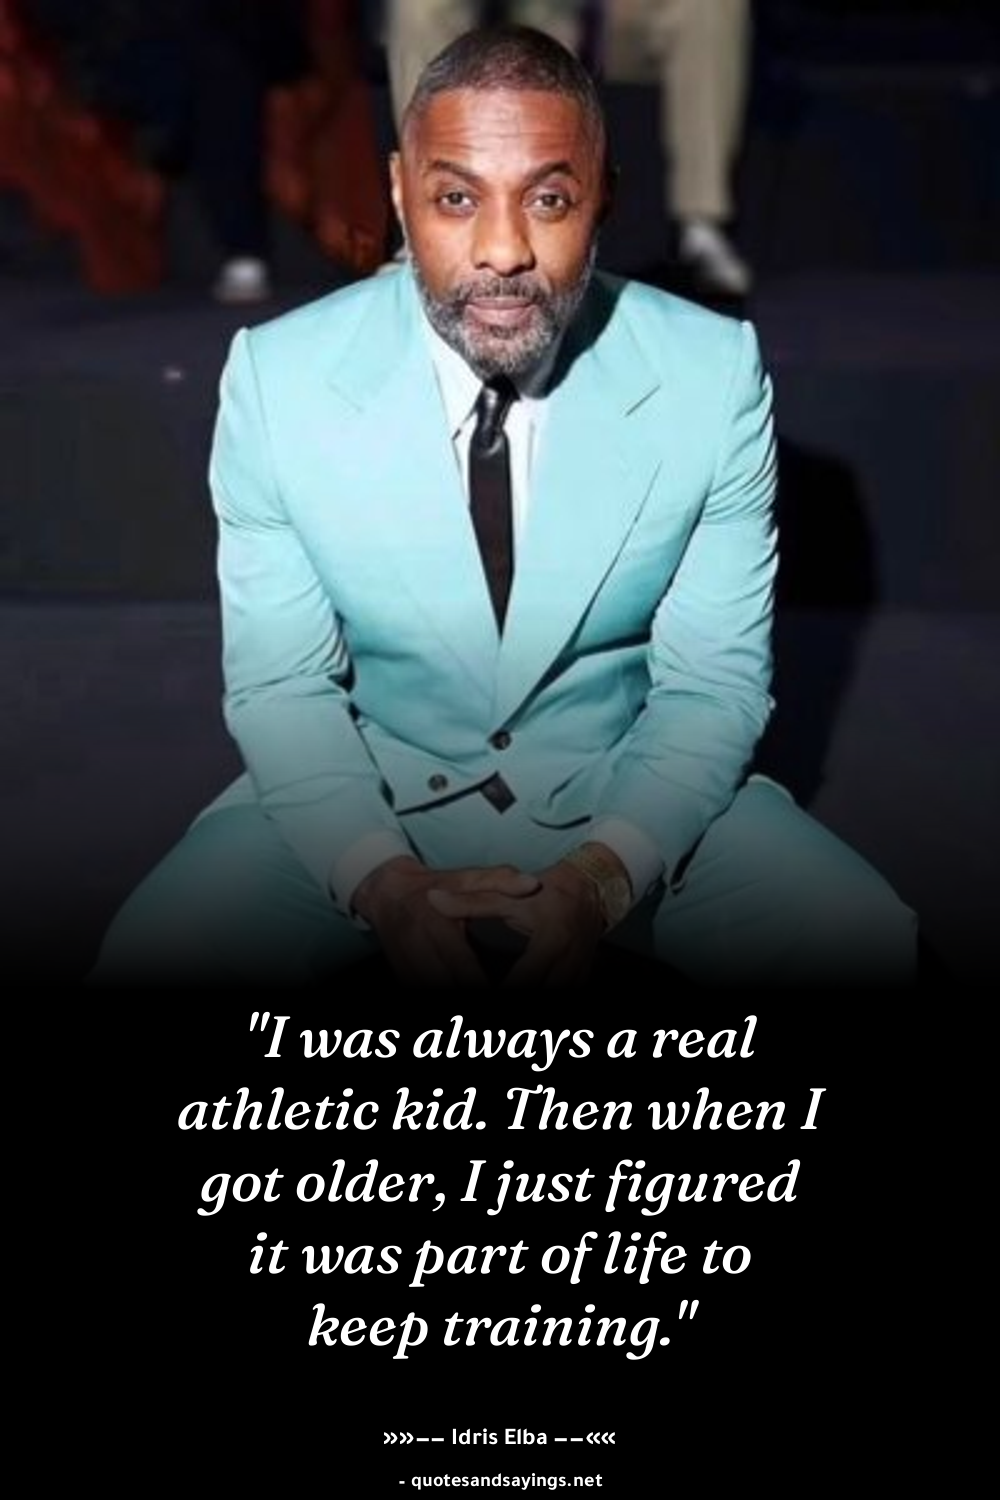 "I was always a real
athletic kid. Then when I
got older, I just figured
it was part of life to
keep training."
»»–– Idris Elba ––««
- quotesandsayings.net